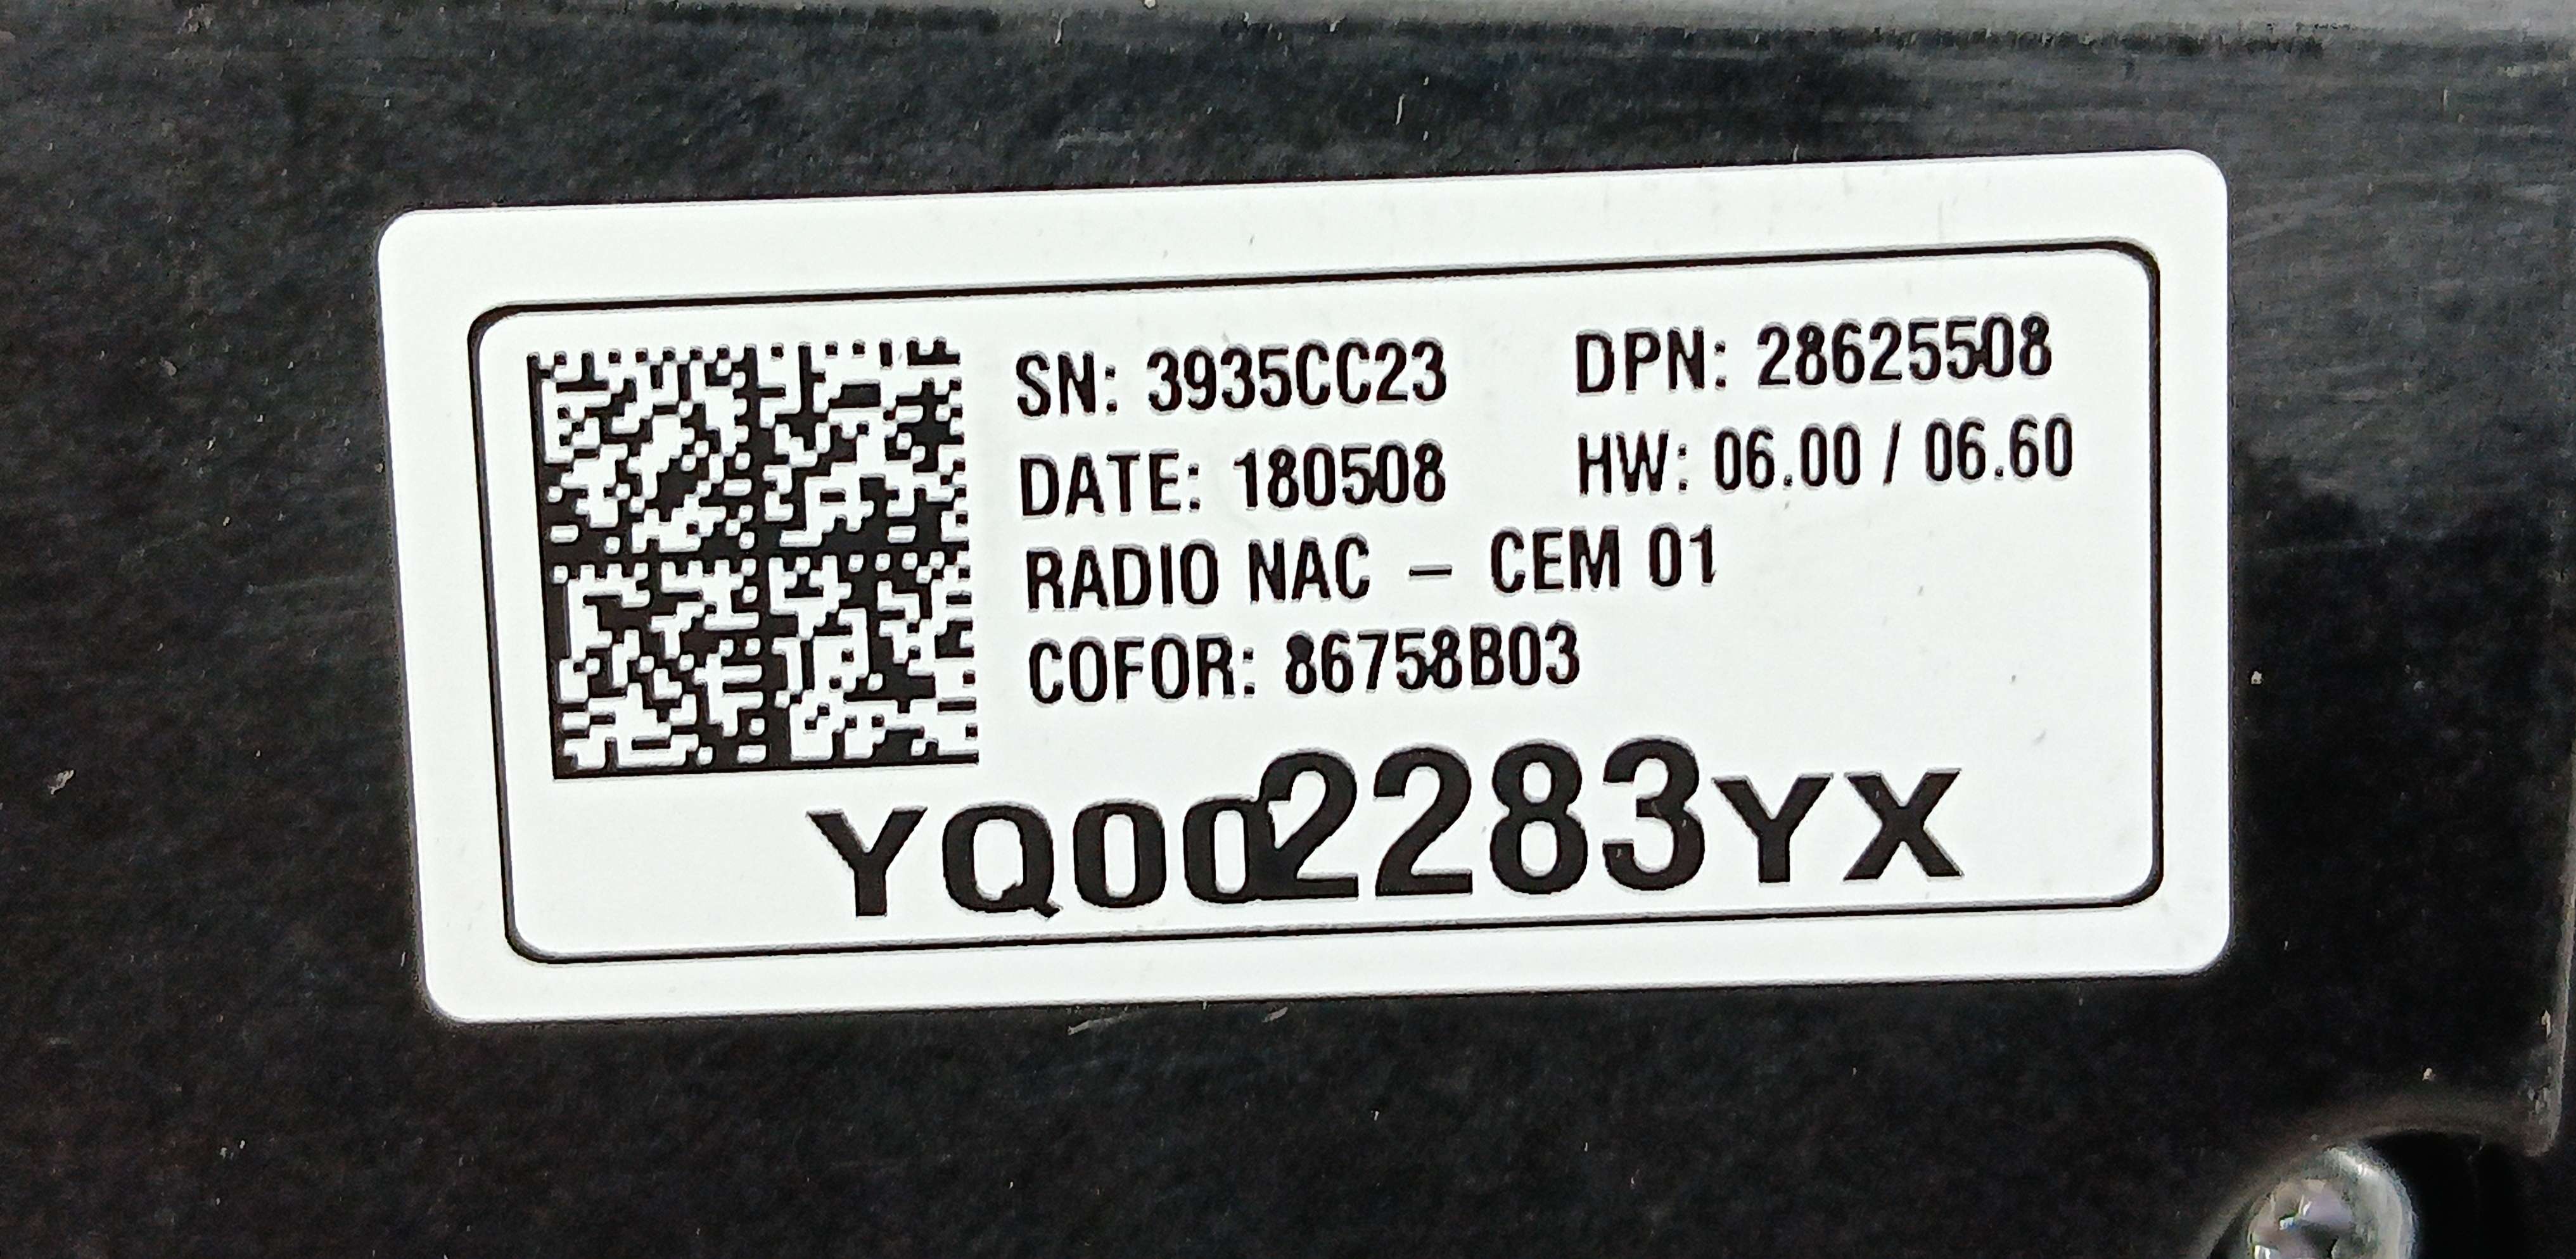 SN: 3935CC23 DPN: 28625508
DATE: 180508 HW: 06.00 / 06.60
RADIO NAC – CEM 01
COFOR: 86758B03
YQ002283YX